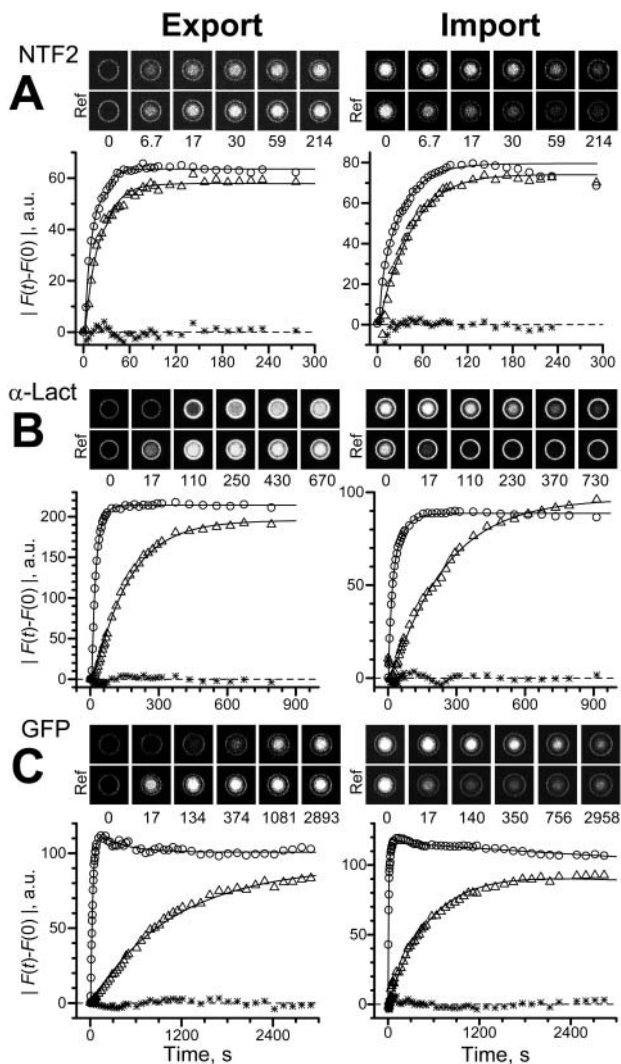 Export Import
NTF2
A
Ref
0 6.7 17 30 59 214 0 6.7 17 30 59 214
| F(t)-F(0) |, a.u.
60
40
20
0
80
60
40
20
0
0 60 120 180 240 300 0 60 120 180 240 300
α-Lact
B
Ref
0 17 110 250 430 670 0 17 110 230 370 730
| F(t)-F(0) |, a.u.
200
150
100
50
0
100
50
0
0 300 600 900 0 300 600 900
GFP
C
Ref
0 17 134 374 1081 2893 0 17 140 350 756 2958
| F(t)-F(0) |, a.u.
100
50
0
100
50
0
0 1200 2400 0 1200 2400
Time, s Time, s